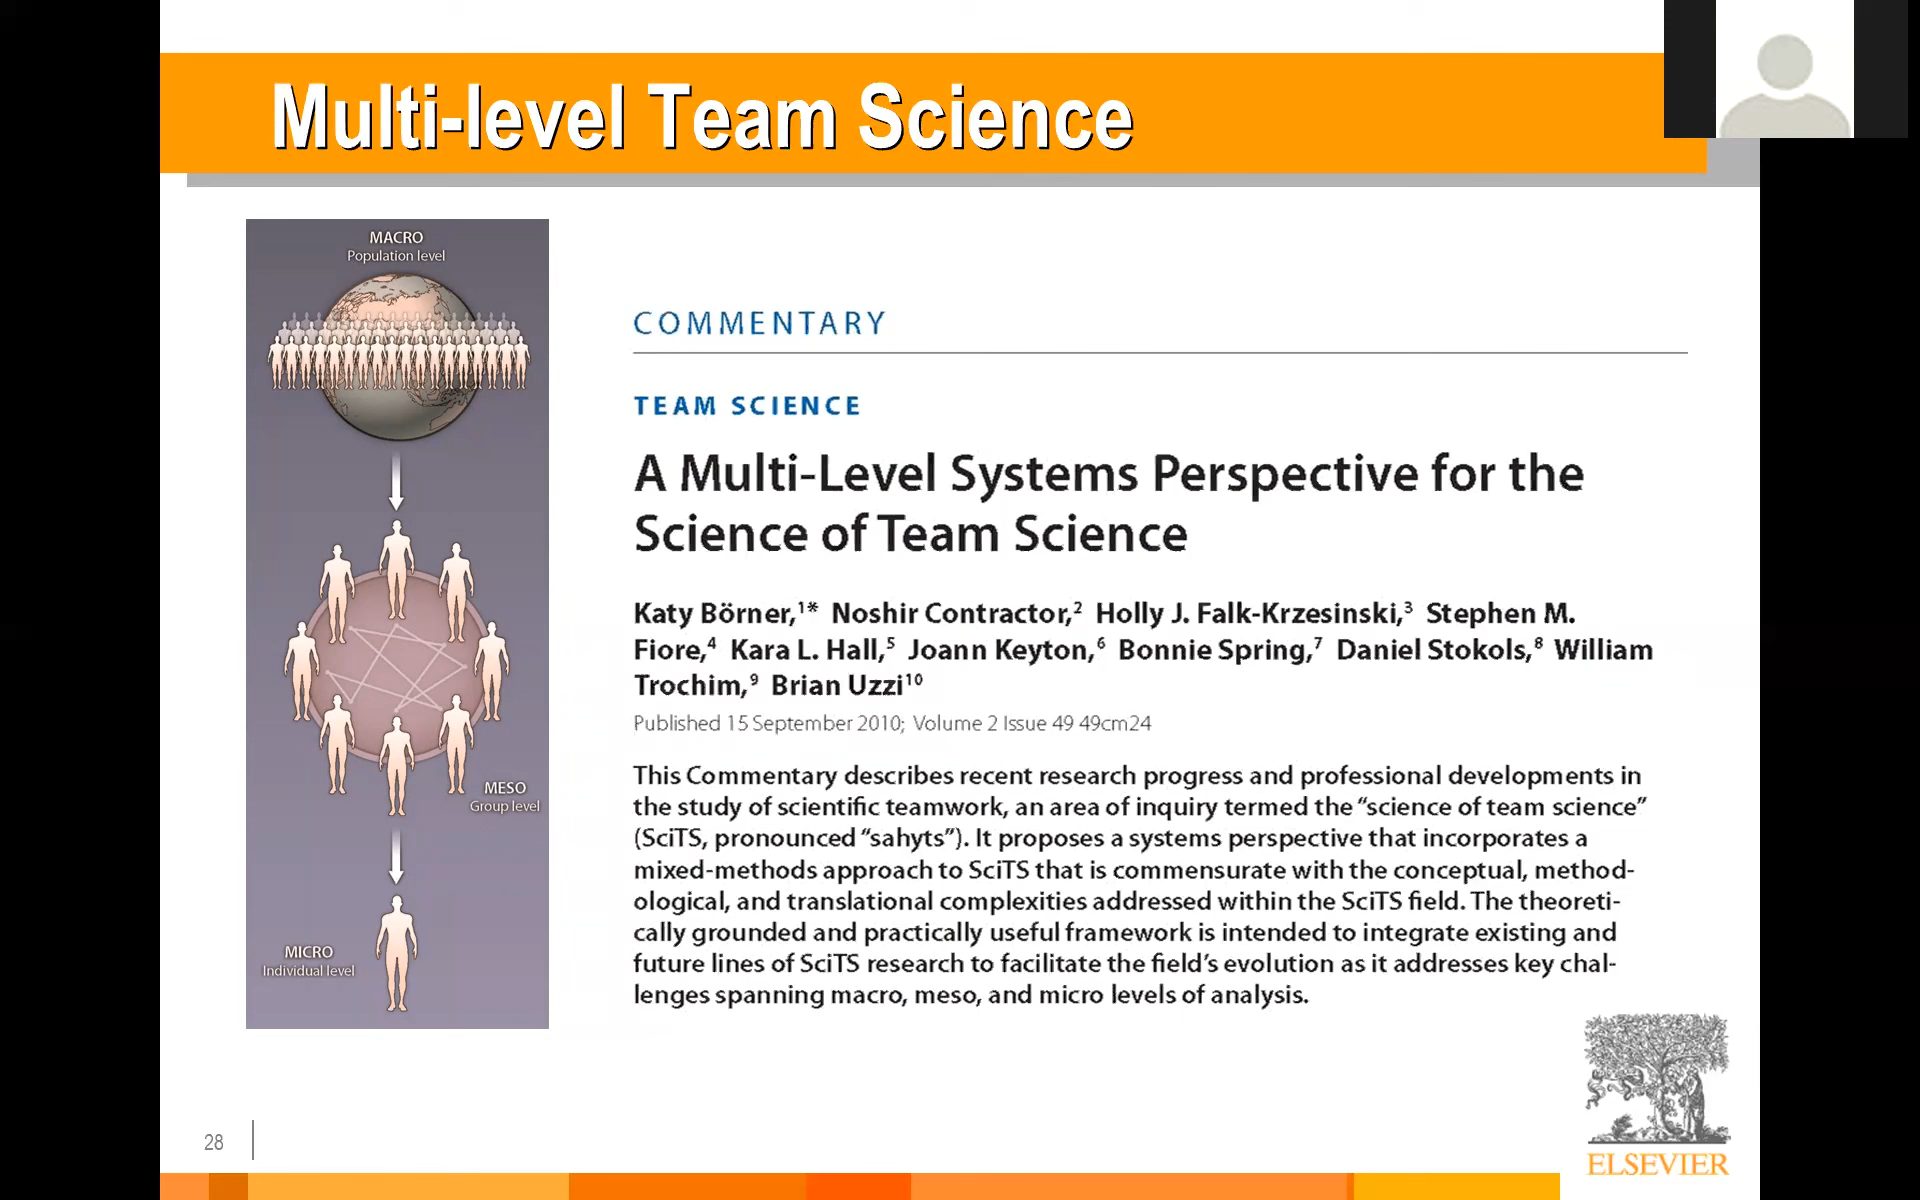 Multi-level Team Science
MACRO
Population level
MESO
Group level
MICRO
Individual level
COMMENTARY
TEAM SCIENCE
A Multi-Level Systems Perspective for the
Science of Team Science
Katy Börner,¹* Noshir Contractor,² Holly J. Falk-Krzesinski,³ Stephen M.
Fiore,⁴ Kara L. Hall,⁵ Joann Keyton,⁶ Bonnie Spring,⁷ Daniel Stokols,⁸ William
Trochim,⁹ Brian Uzzi¹⁰
Published 15 September 2010; Volume 2 Issue 49 49cm24
This Commentary describes recent research progress and professional developments in
the study of scientific teamwork, an area of inquiry termed the “science of team science”
(SciTS, pronounced “sahyts”). It proposes a systems perspective that incorporates a
mixed-methods approach to SciTS that is commensurate with the conceptual, method-
ological, and translational complexities addressed within the SciTS field. The theoreti-
cally grounded and practically useful framework is intended to integrate existing and
future lines of SciTS research to facilitate the field’s evolution as it addresses key chal-
lenges spanning macro, meso, and micro levels of analysis.
28
ELSEVIER